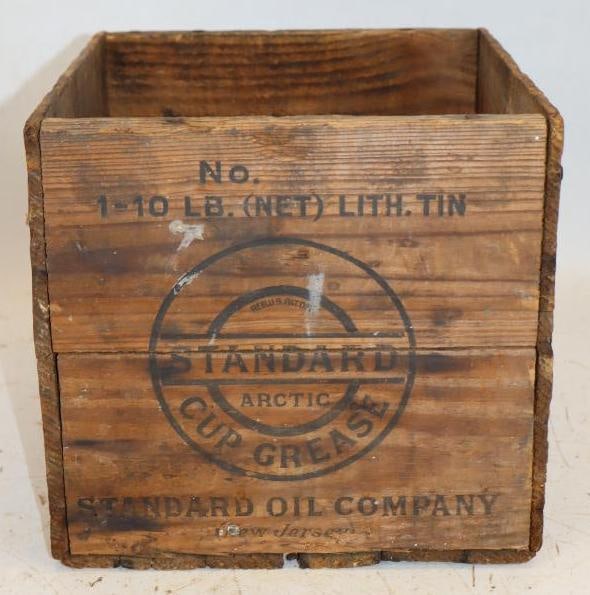 No.
1-10 LB. (NET) LITH. TIN
STANDARD
ARCTIC
CUP GREASE
STANDARD OIL COMPANY
(New Jersey)